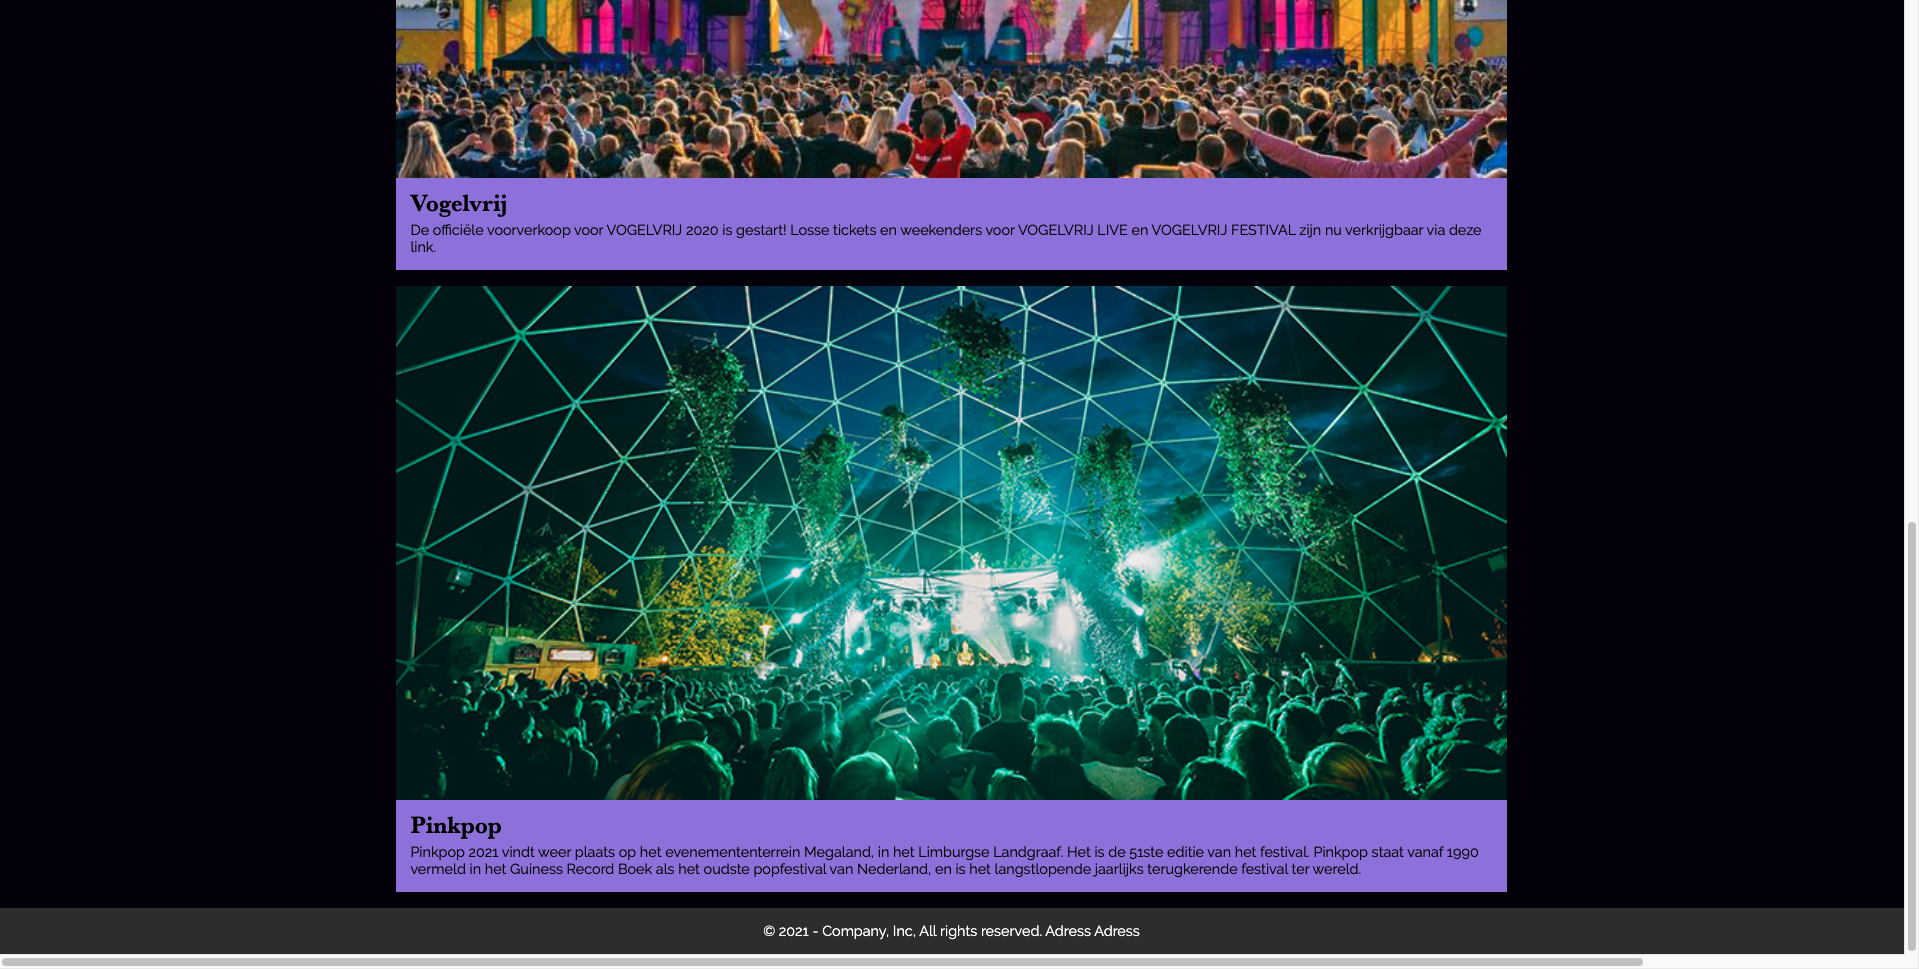 Vogelvrij
De officiële voorverkoop voor VOGELVRIJ 2020 is gestart! Losse tickets en weekenders voor VOGELVRIJ LIVE en VOGELVRIJ FESTIVAL zijn nu verkrijgbaar via deze
link.
Pinkpop
Pinkpop 2021 vindt weer plaats op het evenemententerrein Megaland, in het Limburgse Landgraaf. Het is de 51ste editie van het festival. Pinkpop staat vanaf 1990
vermeld in het Guiness Record Boek als het oudste popfestival van Nederland, en is het langstlopende jaarlijks terugkerende festival ter wereld.
© 2021 - Company, Inc, All rights reserved. Adress Adress